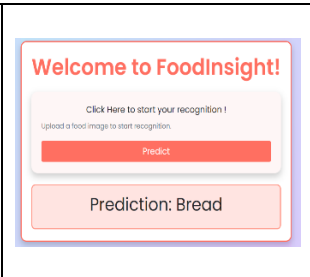 Welcome to FoodInsight!
Click Here to start your recognition !
Upload a food image to start recognition.
Predict
Prediction: Bread